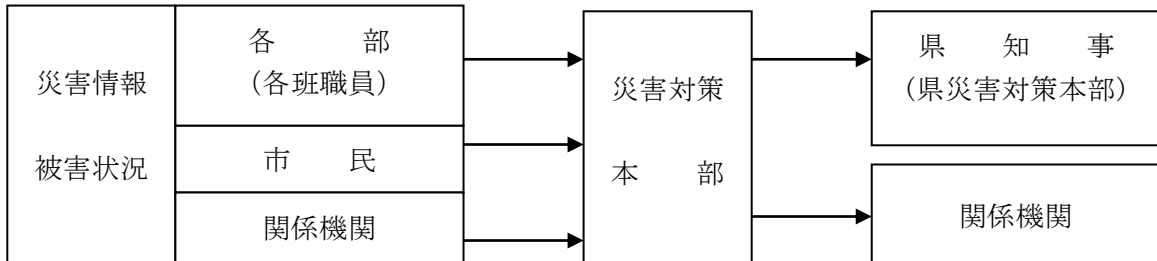 災害情報
被害状況
各　　部
(各班職員)
市　　民
関係機関
災害対策
本　　部
県　知　事
(県災害対策本部)
関係機関